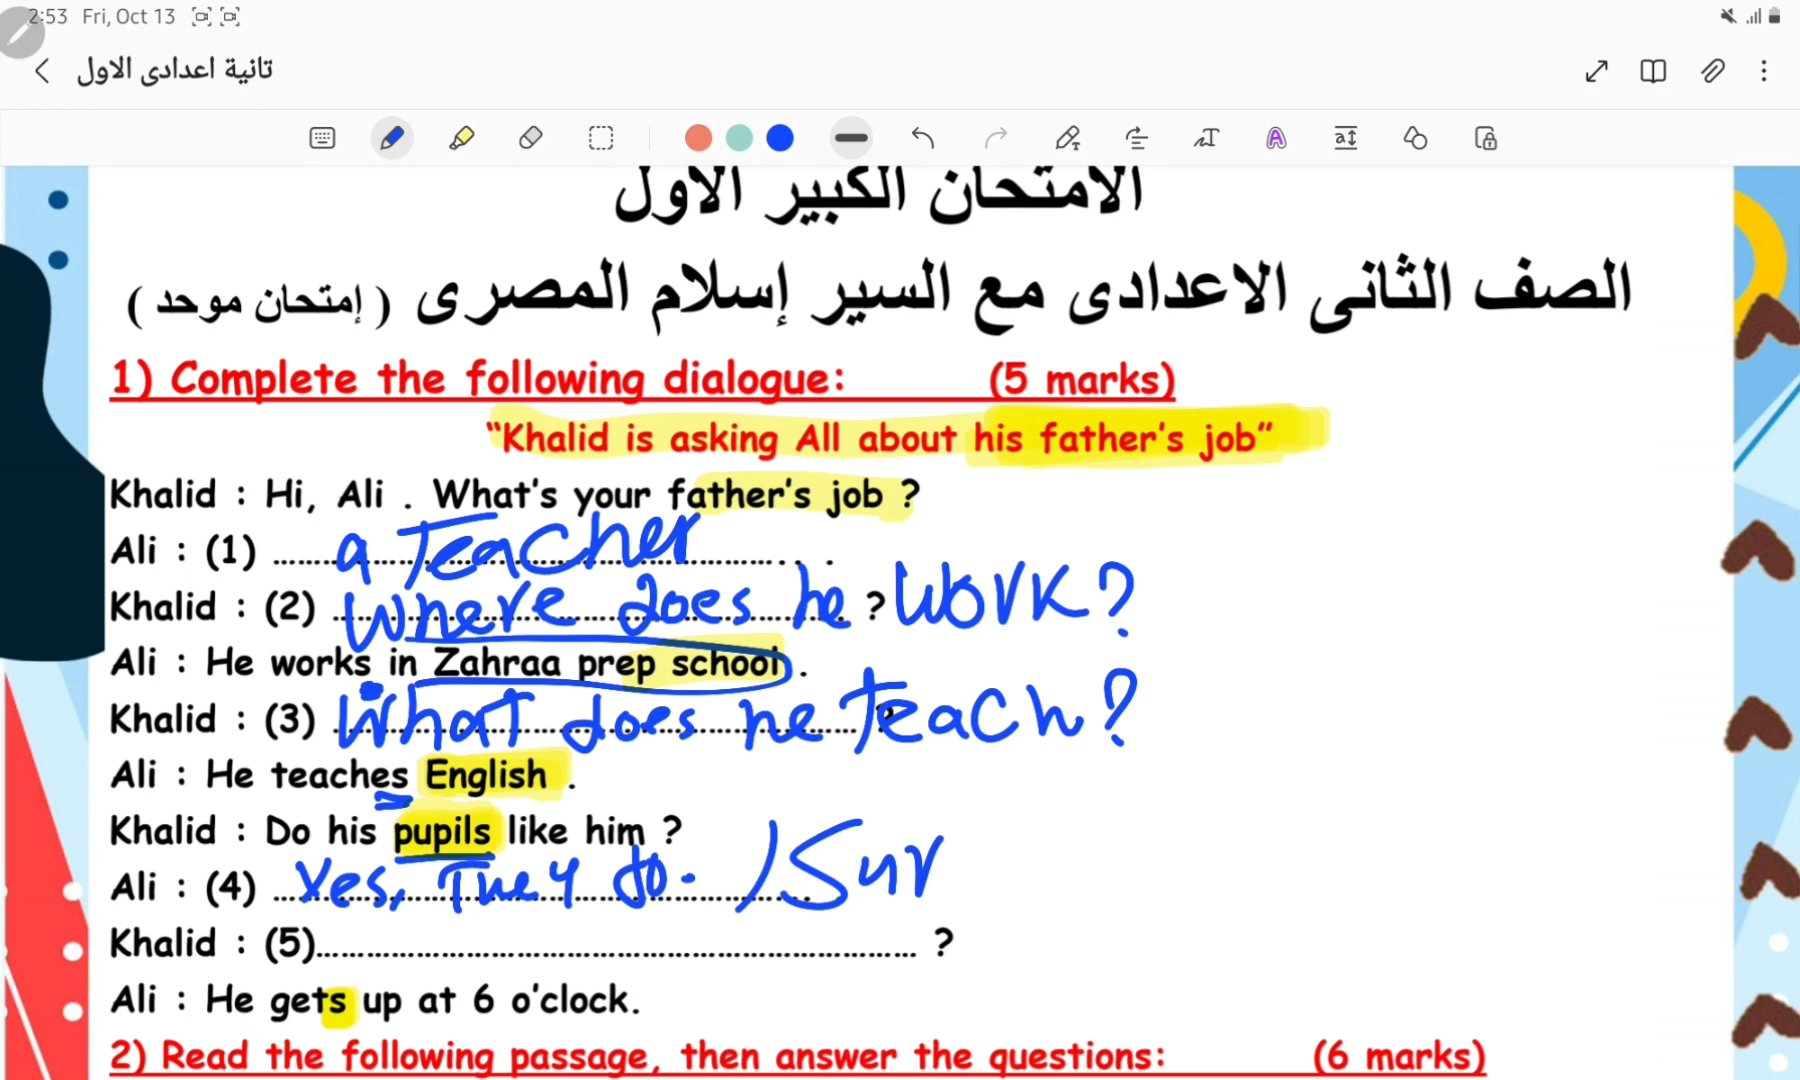 2:53 Fri, Oct 13
تانية اعدادى الاول
الامتحان الكبير الاول
الصف الثانى الاعدادى مع السير إسلام المصرى ( إمتحان موحد )
1) Complete the following dialogue: (5 marks)
“Khalid is asking All about his father’s job”
Khalid : Hi, Ali . What’s your father’s job ?
Ali : (1) a Teacher .
Khalid : (2) Where does he ? WORK?
Ali : He works in Zahraa prep school .
Khalid : (3) What does he teach?
Ali : He teaches English .
Khalid : Do his pupils like him ?
Ali : (4) Yes, They do. / Sur
Khalid : (5)........................................ ?
Ali : He gets up at 6 o’clock.
2) Read the following passage, then answer the questions: (6 marks)